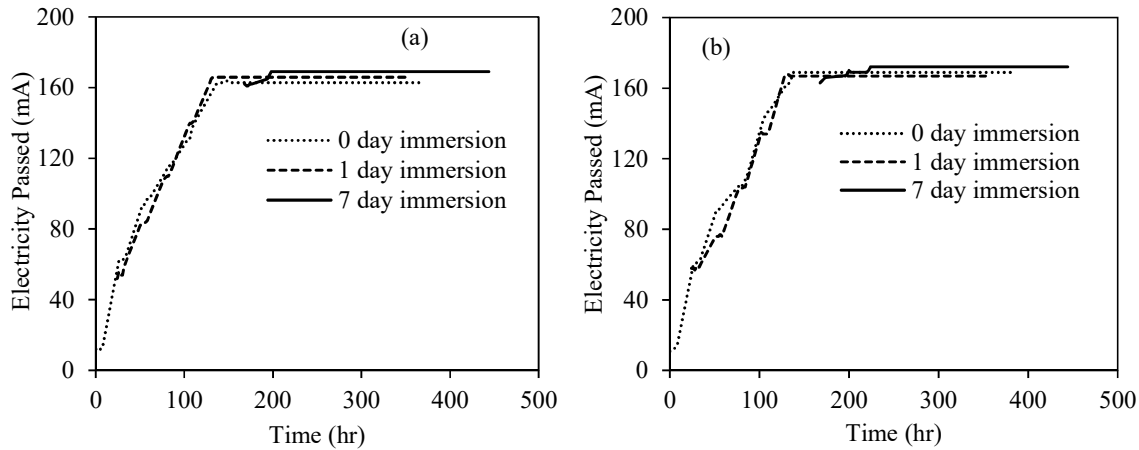 Electricity Passed (mA)
200
160
120
80
40
0
(a)
0 day immersion
1 day immersion
7 day immersion
0 100 200 300 400 500
Time (hr)
Electricity Passed (mA)
200
160
120
80
40
0
(b)
0 day immersion
1 day immersion
7 day immersion
0 100 200 300 400 500
Time (hr)